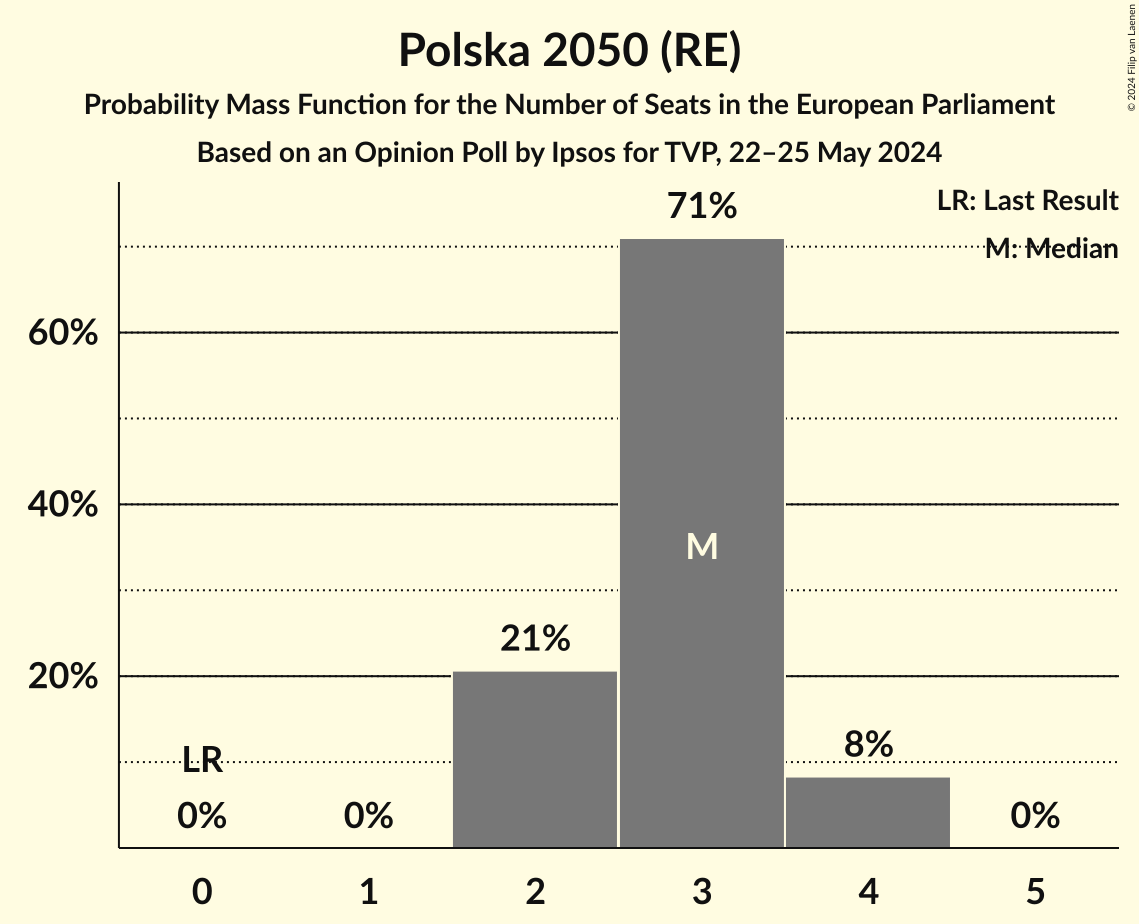 Polska 2050 (RE)
Probability Mass Function for the Number of Seats in the European Parliament
Based on an Opinion Poll by Ipsos for TVP, 22–25 May 2024
© 2024 Filip van Laenen
LR: Last Result
M: Median
71%
60%
40%
M
21%
20%
8%
LR
0%
0%
0%
0
1
2
3
4
5